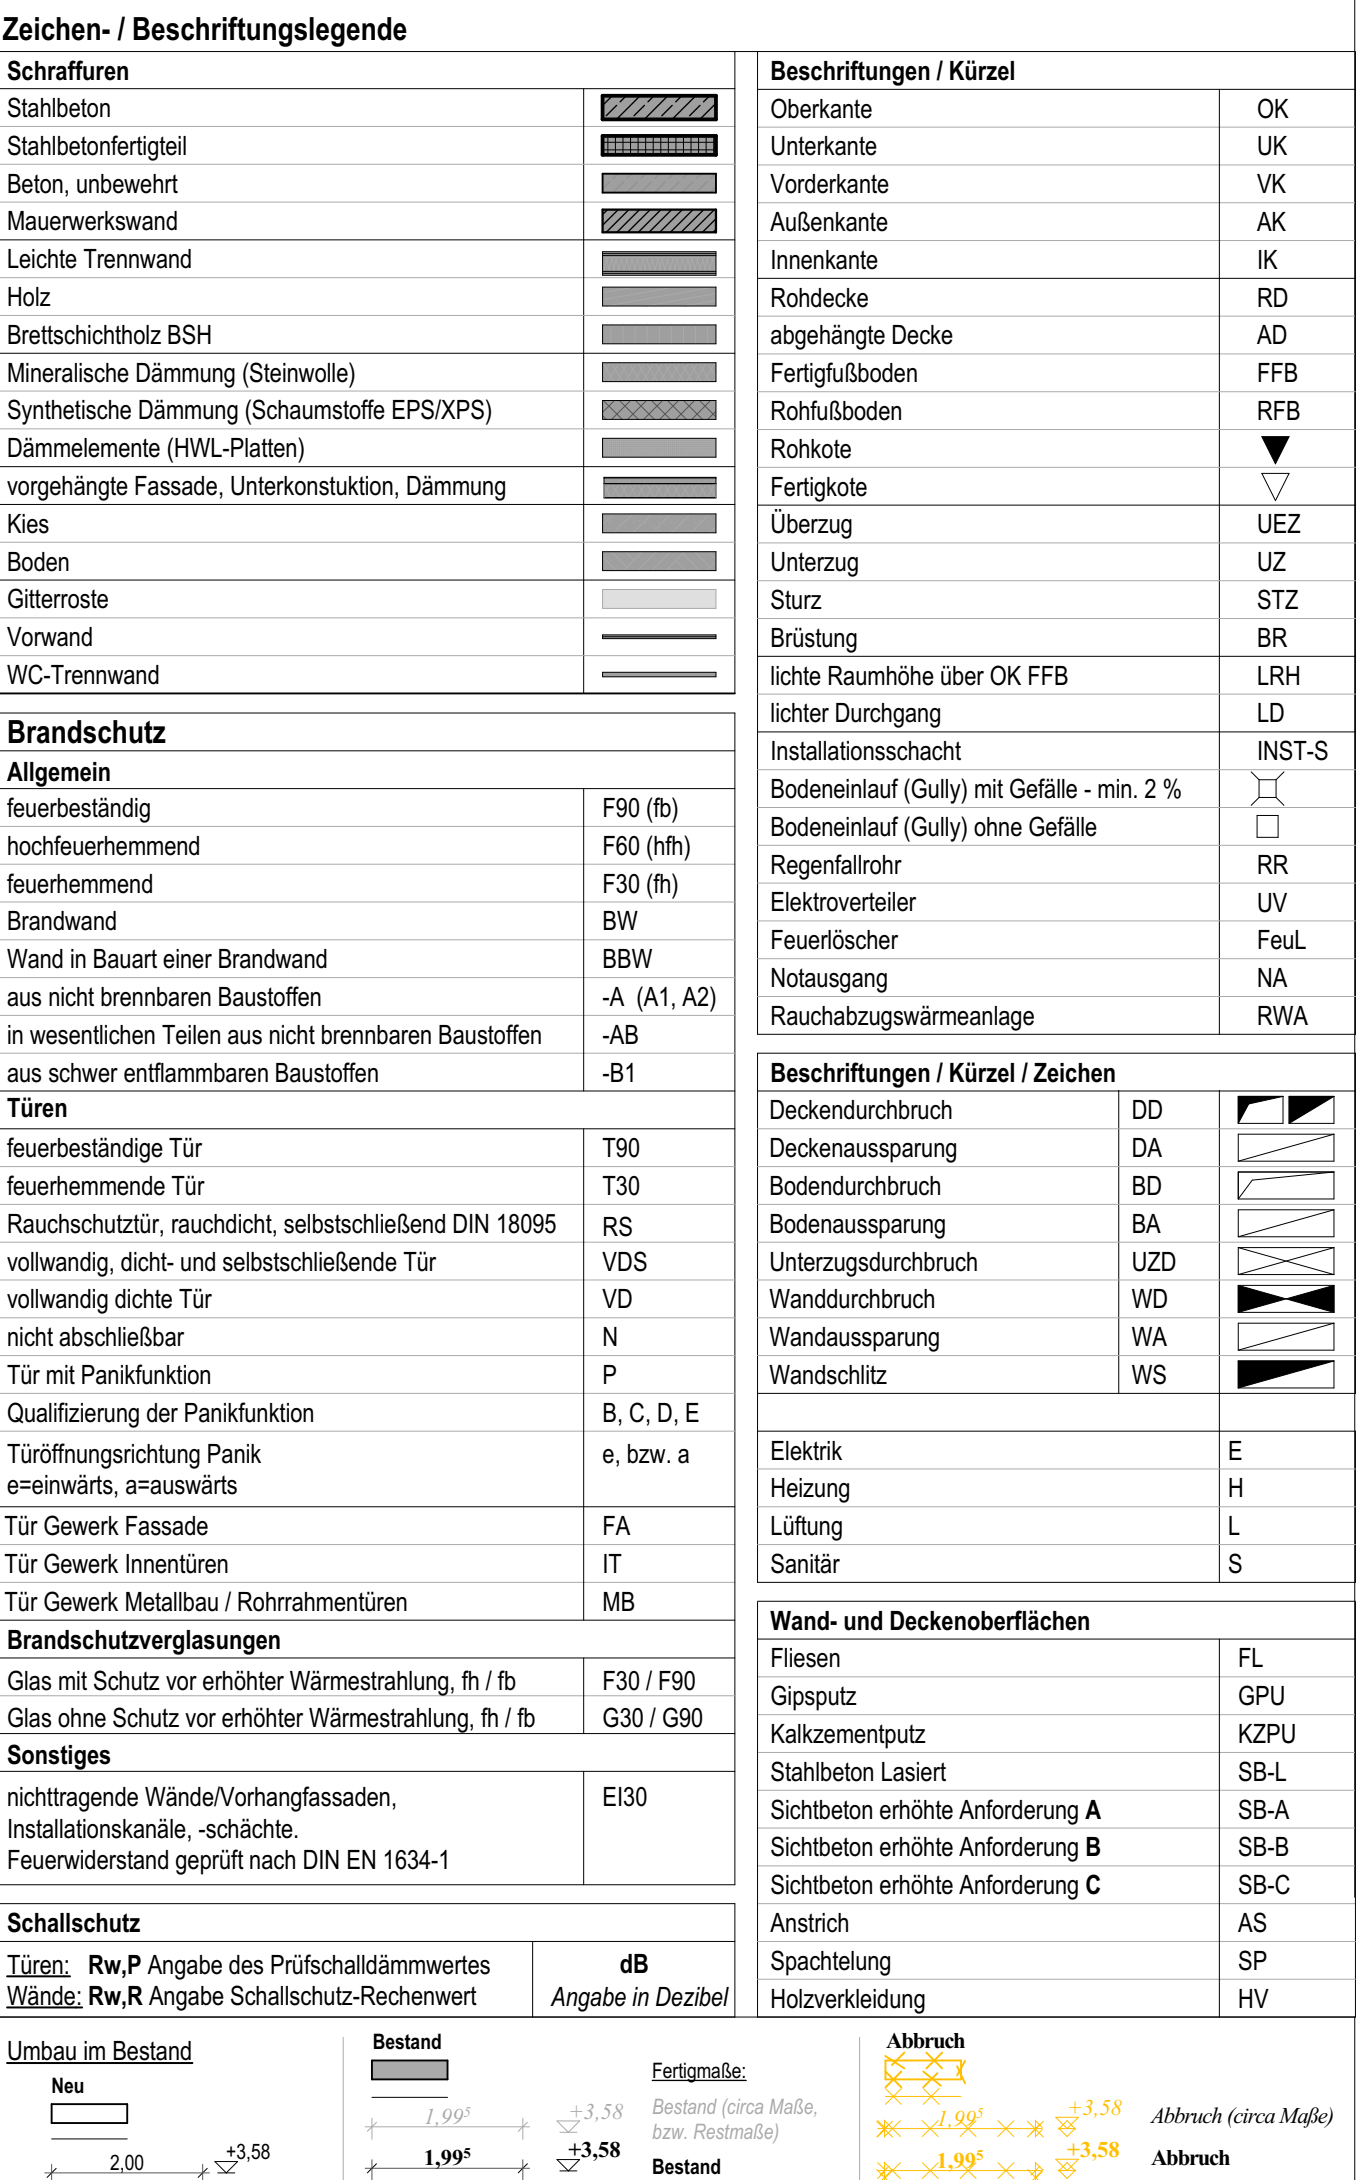 Zeichen- / Beschriftungslegende
Schraffuren
Stahlbeton
Stahlbetonfertigteil
Beton, unbewehrt
Mauerwerkswand
Leichte Trennwand
Holz
Brettschichtholz BSH
Mineralische Dämmung (Steinwolle)
Synthetische Dämmung (Schaumstoffe EPS/XPS)
Dämmelemente (HWL-Platten)
vorgehängte Fassade, Unterkonstuktion, Dämmung
Kies
Boden
Gitterroste
Vorwand
WC-Trennwand
Brandschutz
Allgemein
feuerbeständig F90 (fb)
hochfeuerhemmend F60 (hfh)
feuerhemmend F30 (fh)
Brandwand BW
Wand in Bauart einer Brandwand BBW
aus nicht brennbaren Baustoffen -A (A1, A2)
in wesentlichen Teilen aus nicht brennbaren Baustoffen -AB
aus schwer entflammbaren Baustoffen -B1
Türen
feuerbeständige Tür T90
feuerhemmende Tür T30
Rauchschutztür, rauchdicht, selbstschließend DIN 18095 RS
vollwandig, dicht- und selbstschließende Tür VDS
vollwandig dichte Tür VD
nicht abschließbar N
Tür mit Panikfunktion P
Qualifizierung der Panikfunktion B, C, D, E
Türöffnungsrichtung Panik e, bzw. a
e=einwärts, a=auswärts
Tür Gewerk Fassade FA
Tür Gewerk Innentüren IT
Tür Gewerk Metallbau / Rohrrahmentüren MB
Brandschutzverglasungen
Glas mit Schutz vor erhöhter Wärmestrahlung, fh / fb F30 / F90
Glas ohne Schutz vor erhöhter Wärmestrahlung, fh / fb G30 / G90
Sonstiges
nichttragende Wände/Vorhangfassaden, EI30
Installationskanäle, -schächte.
Feuerwiderstand geprüft nach DIN EN 1634-1
Schallschutz
Türen: Rw,P Angabe des Prüfschalldämmwertes dB
Wände: Rw,R Angabe Schallschutz-Rechenwert Angabe in Dezibel
Beschriftungen / Kürzel
Oberkante OK
Unterkante UK
Vorderkante VK
Außenkante AK
Innenkante IK
Rohdecke RD
abgehängte Decke AD
Fertigfußboden FFB
Rohfußboden RFB
Rohkote
Fertigkote
Überzug UEZ
Unterzug UZ
Sturz STZ
Brüstung BR
lichte Raumhöhe über OK FFB LRH
lichter Durchgang LD
Installationsschacht INST-S
Bodeneinlauf (Gully) mit Gefälle - min. 2 %
Bodeneinlauf (Gully) ohne Gefälle
Regenfallrohr RR
Elektroverteiler UV
Feuerlöscher FeuL
Notausgang NA
Rauchabzugswärmeanlage RWA
Beschriftungen / Kürzel / Zeichen
Deckendurchbruch DD
Deckenaussparung DA
Bodendurchbruch BD
Bodenaussparung BA
Unterzugsdurchbruch UZD
Wanddurchbruch WD
Wandaussparung WA
Wandschlitz WS
Elektrik E
Heizung H
Lüftung L
Sanitär S
Wand- und Deckenoberflächen
Fliesen FL
Gipsputz GPU
Kalkzementputz KZPU
Stahlbeton Lasiert SB-L
Sichtbeton erhöhte Anforderung A SB-A
Sichtbeton erhöhte Anforderung B SB-B
Sichtbeton erhöhte Anforderung C SB-C
Anstrich AS
Spachtelung SP
Holzverkleidung HV
Umbau im Bestand
Neu
2,00 +3,58
Bestand
1,99⁵ +3,58
1,99⁵ +3,58
Fertigmaße:
Bestand (circa Maße,
bzw. Restmaße)
Bestand
Abbruch
1,99⁵ +3,58 Abbruch (circa Maße)
1,99⁵ +3,58 Abbruch